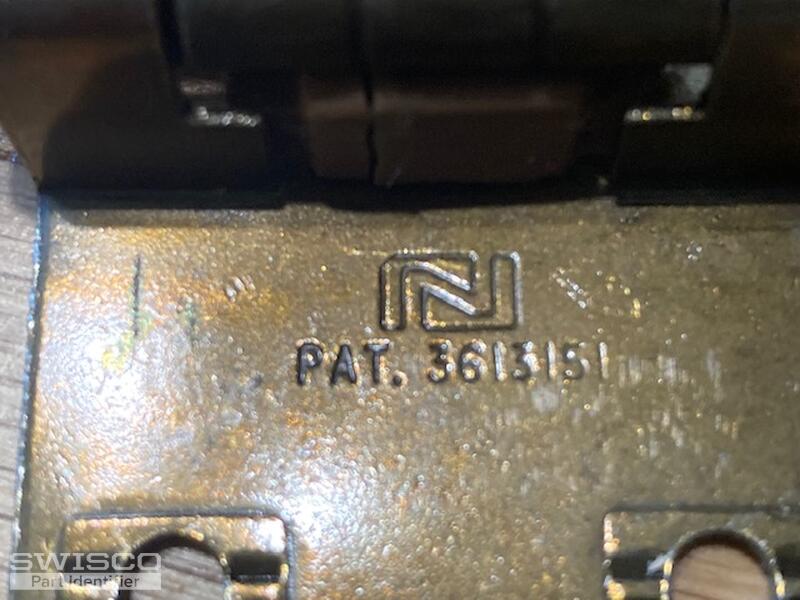 PAT. 3613151
SWISCO
Part Identifier